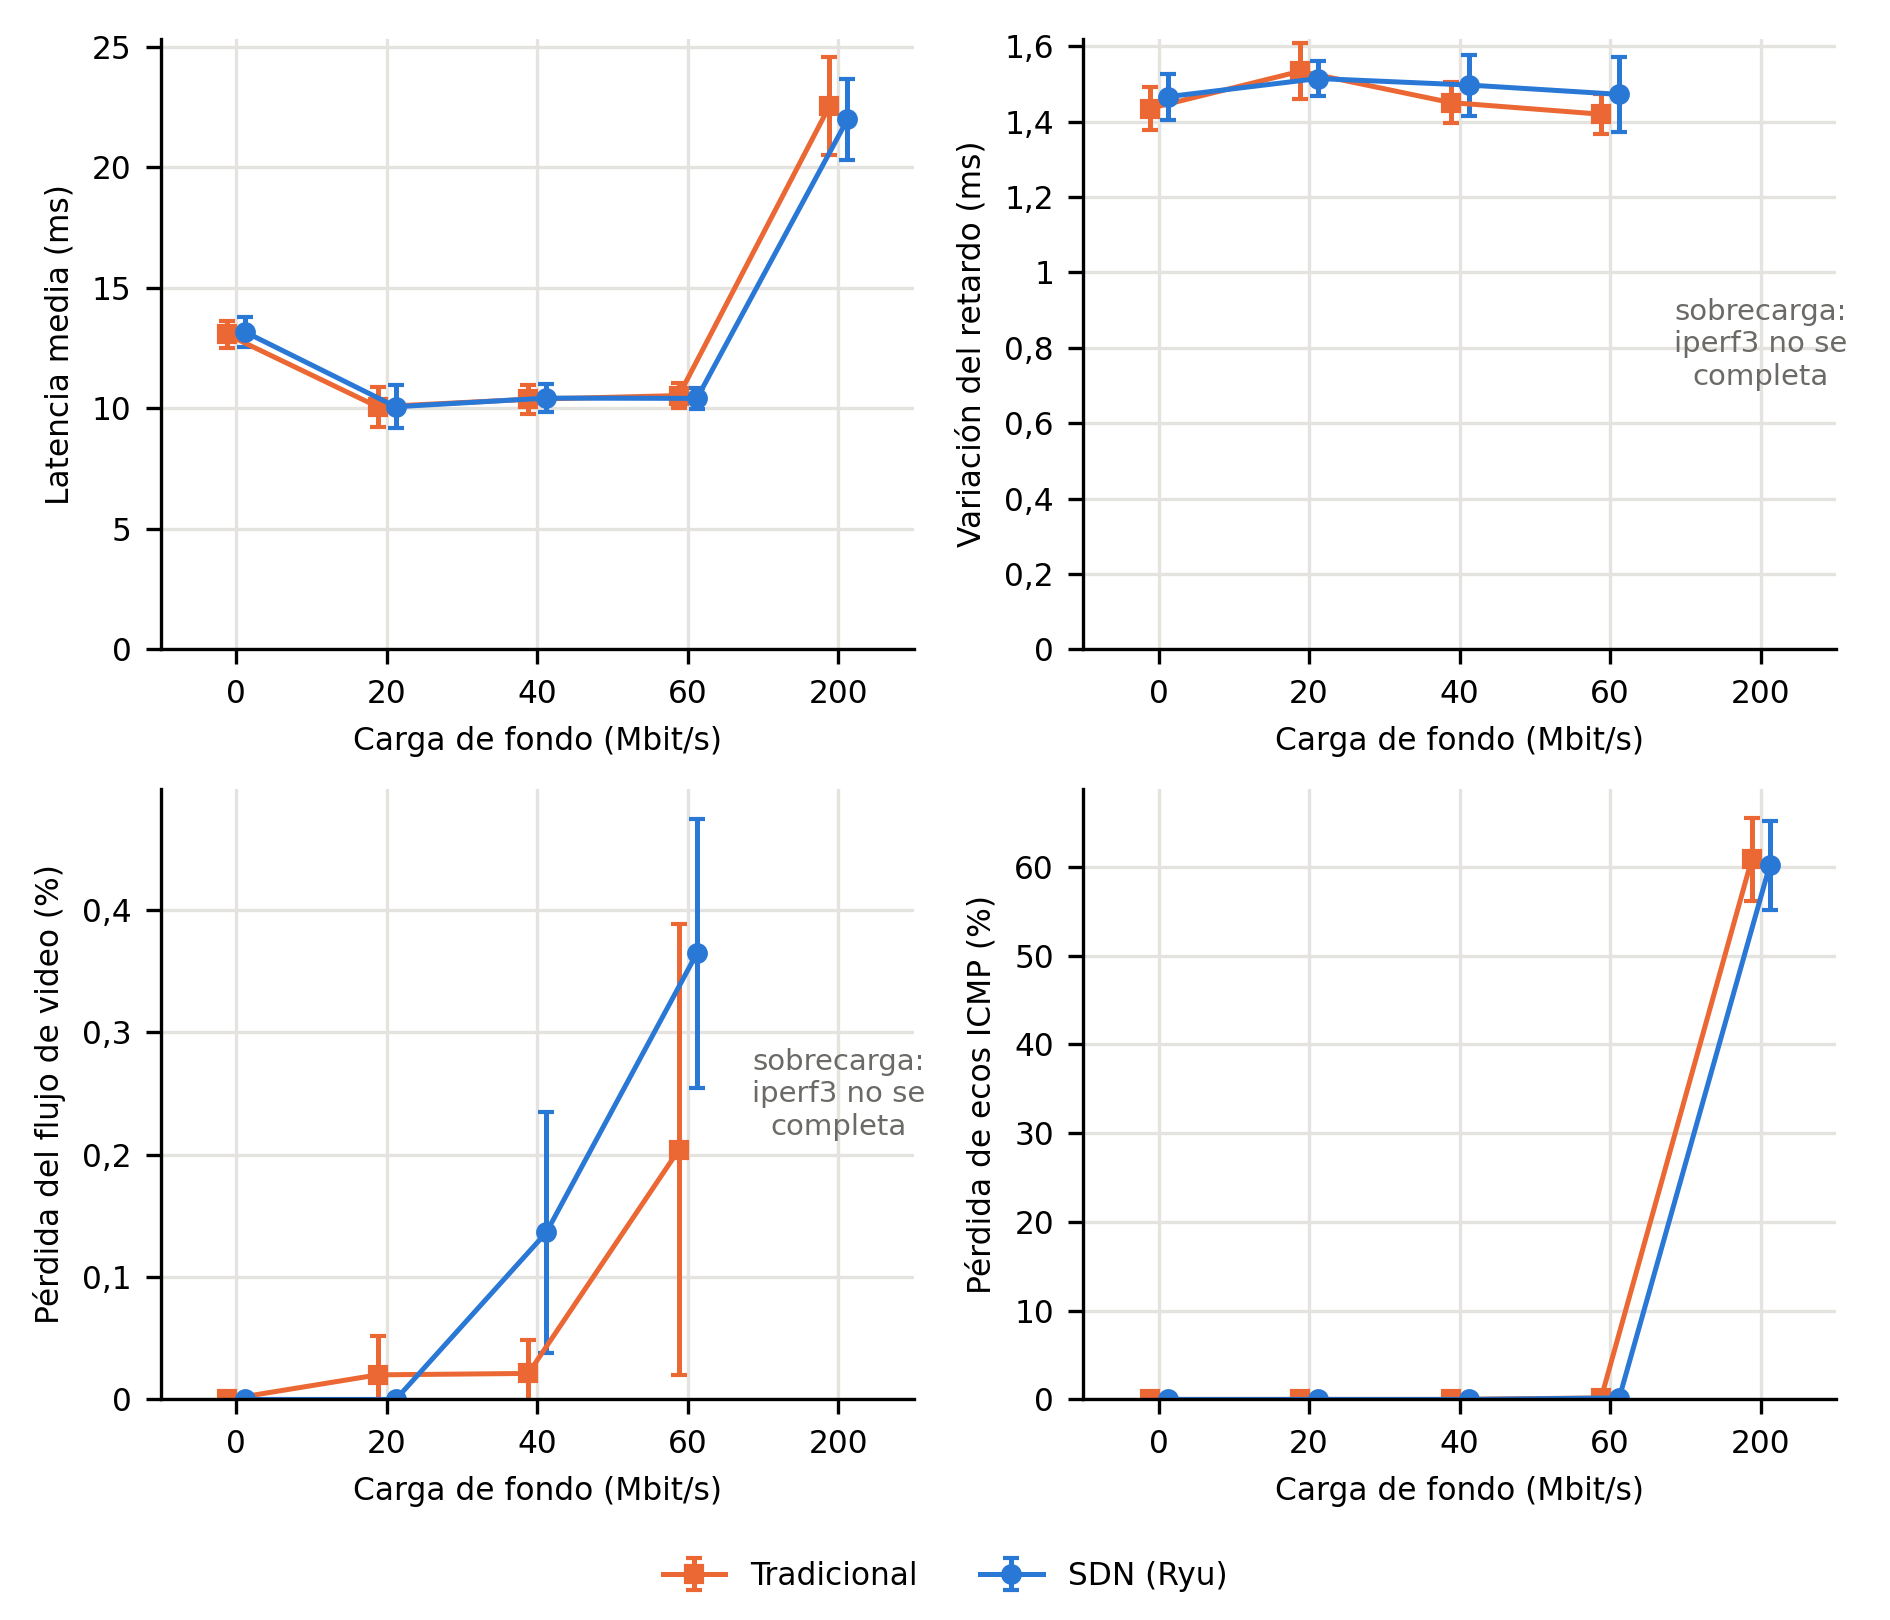 25
20
15
10
5
0
Latencia media (ms)
0 20 40 60 200
Carga de fondo (Mbit/s)
1,6
1,4
1,2
1
0,8
0,6
0,4
0,2
0
Variación del retardo (ms)
sobrecarga:
iperf3 no se
completa
0 20 40 60 200
Carga de fondo (Mbit/s)
0,4
0,3
0,2
0,1
0
Pérdida del flujo de video (%)
sobrecarga:
iperf3 no se
completa
0 20 40 60 200
Carga de fondo (Mbit/s)
60
50
40
30
20
10
0
Pérdida de ecos ICMP (%)
0 20 40 60 200
Carga de fondo (Mbit/s)
Tradicional
SDN (Ryu)